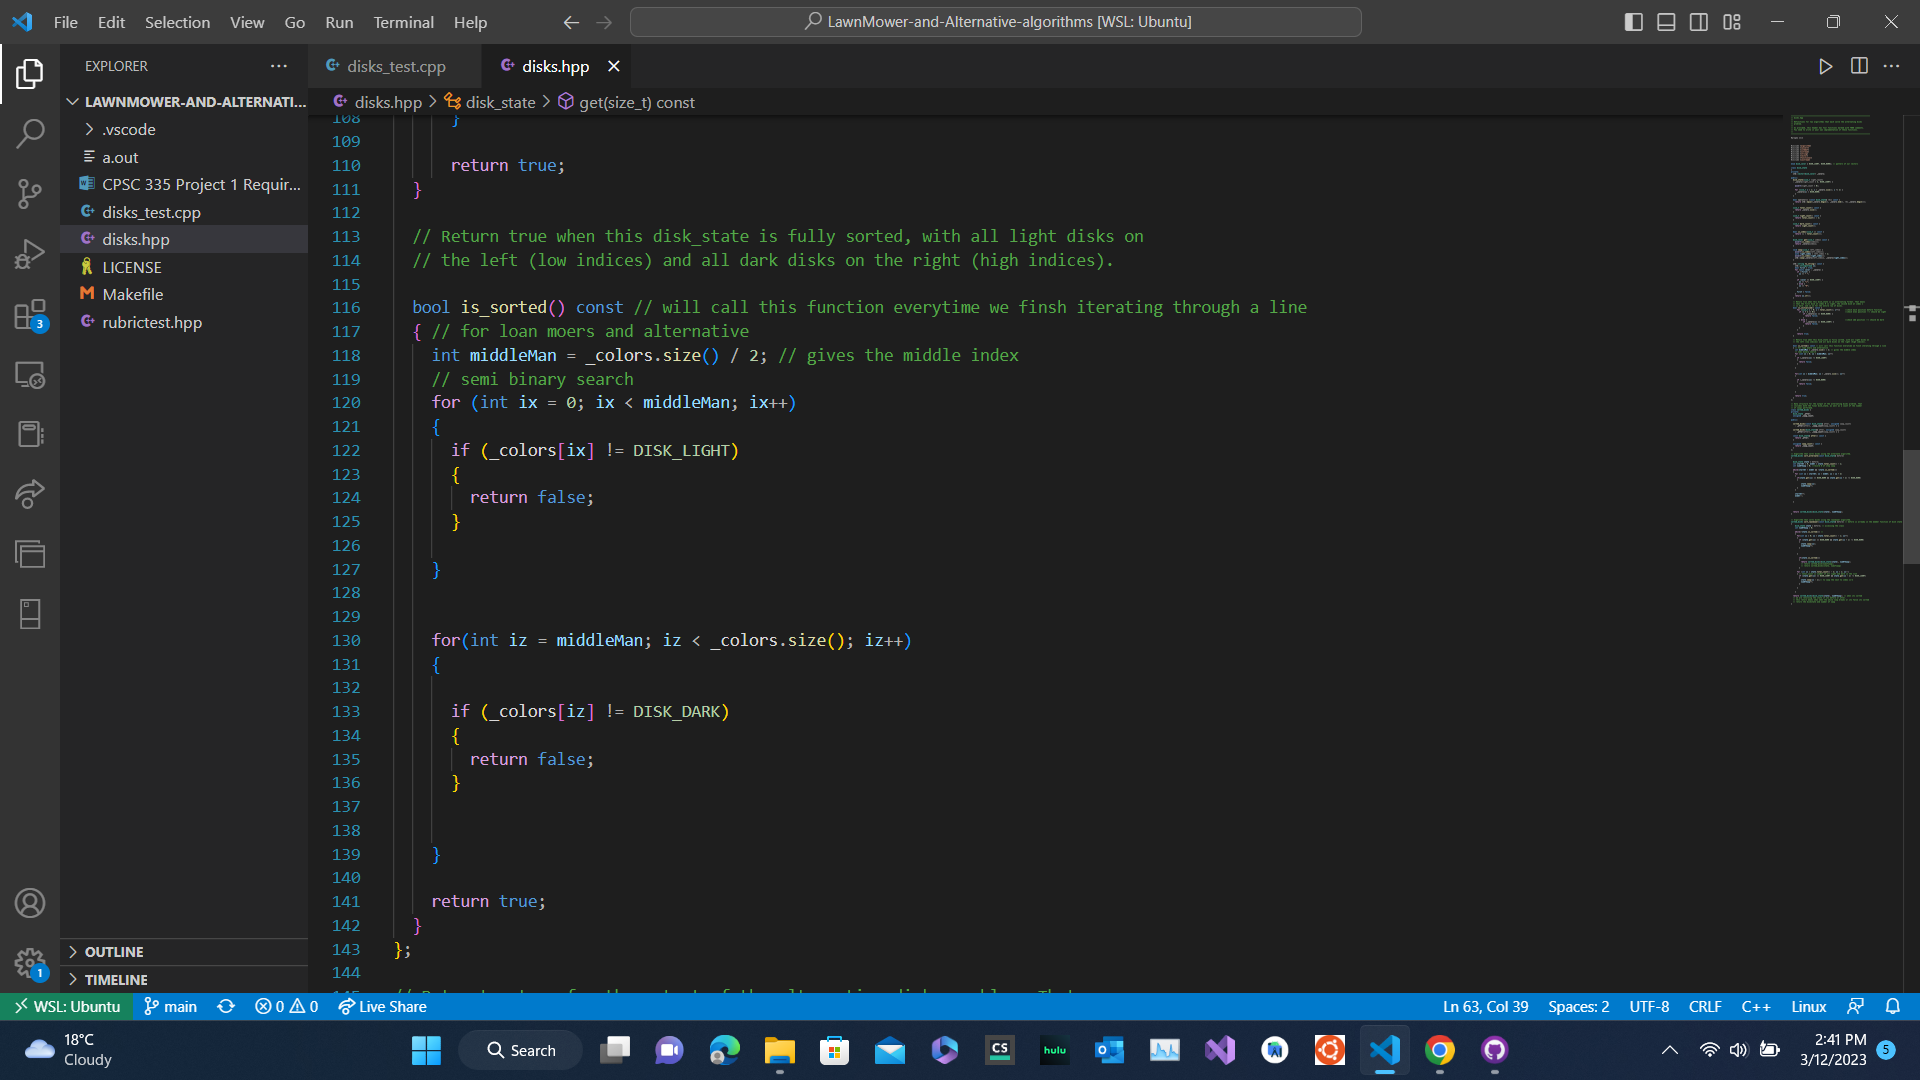 File Edit Selection View Go Run Terminal Help
LawnMower-and-Alternative-algorithms [WSL: Ubuntu]
EXPLORER
LAWNMOWER-AND-ALTERNATI...
.vscode
a.out
CPSC 335 Project 1 Requir...
disks_test.cpp
disks.hpp
LICENSE
Makefile
rubrictest.hpp
OUTLINE
TIMELINE
3
1
disks_test.cpp
disks.hpp
disks.hpp > disk_state > get(size_t) const
108 }
109
110 return true;
111 }
112
113 // Return true when this disk_state is fully sorted, with all light disks on
114 // the left (low indices) and all dark disks on the right (high indices).
115
116 bool is_sorted() const // will call this function everytime we finsh iterating through a line
117 { // for loan moers and alternative
118 int middleMan = _colors.size() / 2; // gives the middle index
119 // semi binary search
120 for (int ix = 0; ix < middleMan; ix++)
121 {
122 if (_colors[ix] != DISK_LIGHT)
123 {
124 return false;
125 }
126
127 }
128
129
130 for(int iz = middleMan; iz < _colors.size(); iz++)
131 {
132
133 if (_colors[iz] != DISK_DARK)
134 {
135 return false;
136 }
137
138
139 }
140
141 return true;
142 }
143 };
144
WSL: Ubuntu main 0 0 Live Share Ln 63, Col 39 Spaces: 2 UTF-8 CRLF C++ Linux
18°C
Cloudy
Search
CS
hulu
2:41 PM
3/12/2023
5